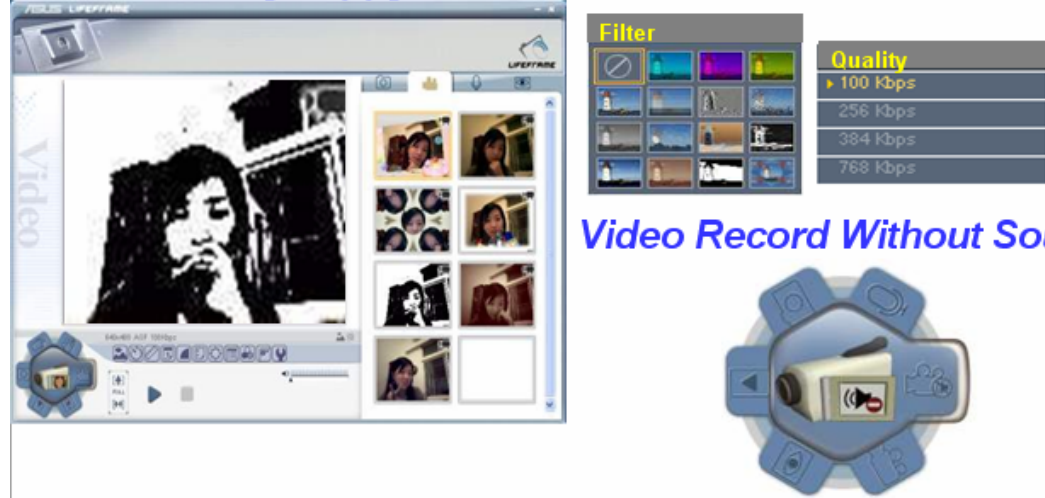 ASUS LIFEFRAME
LIFEFRAME
Video
640x480 ASF 100Kbps
FULL
Filter
Quality
100 Kbps
256 Kbps
384 Kbps
768 Kbps
Video Record Without Sou